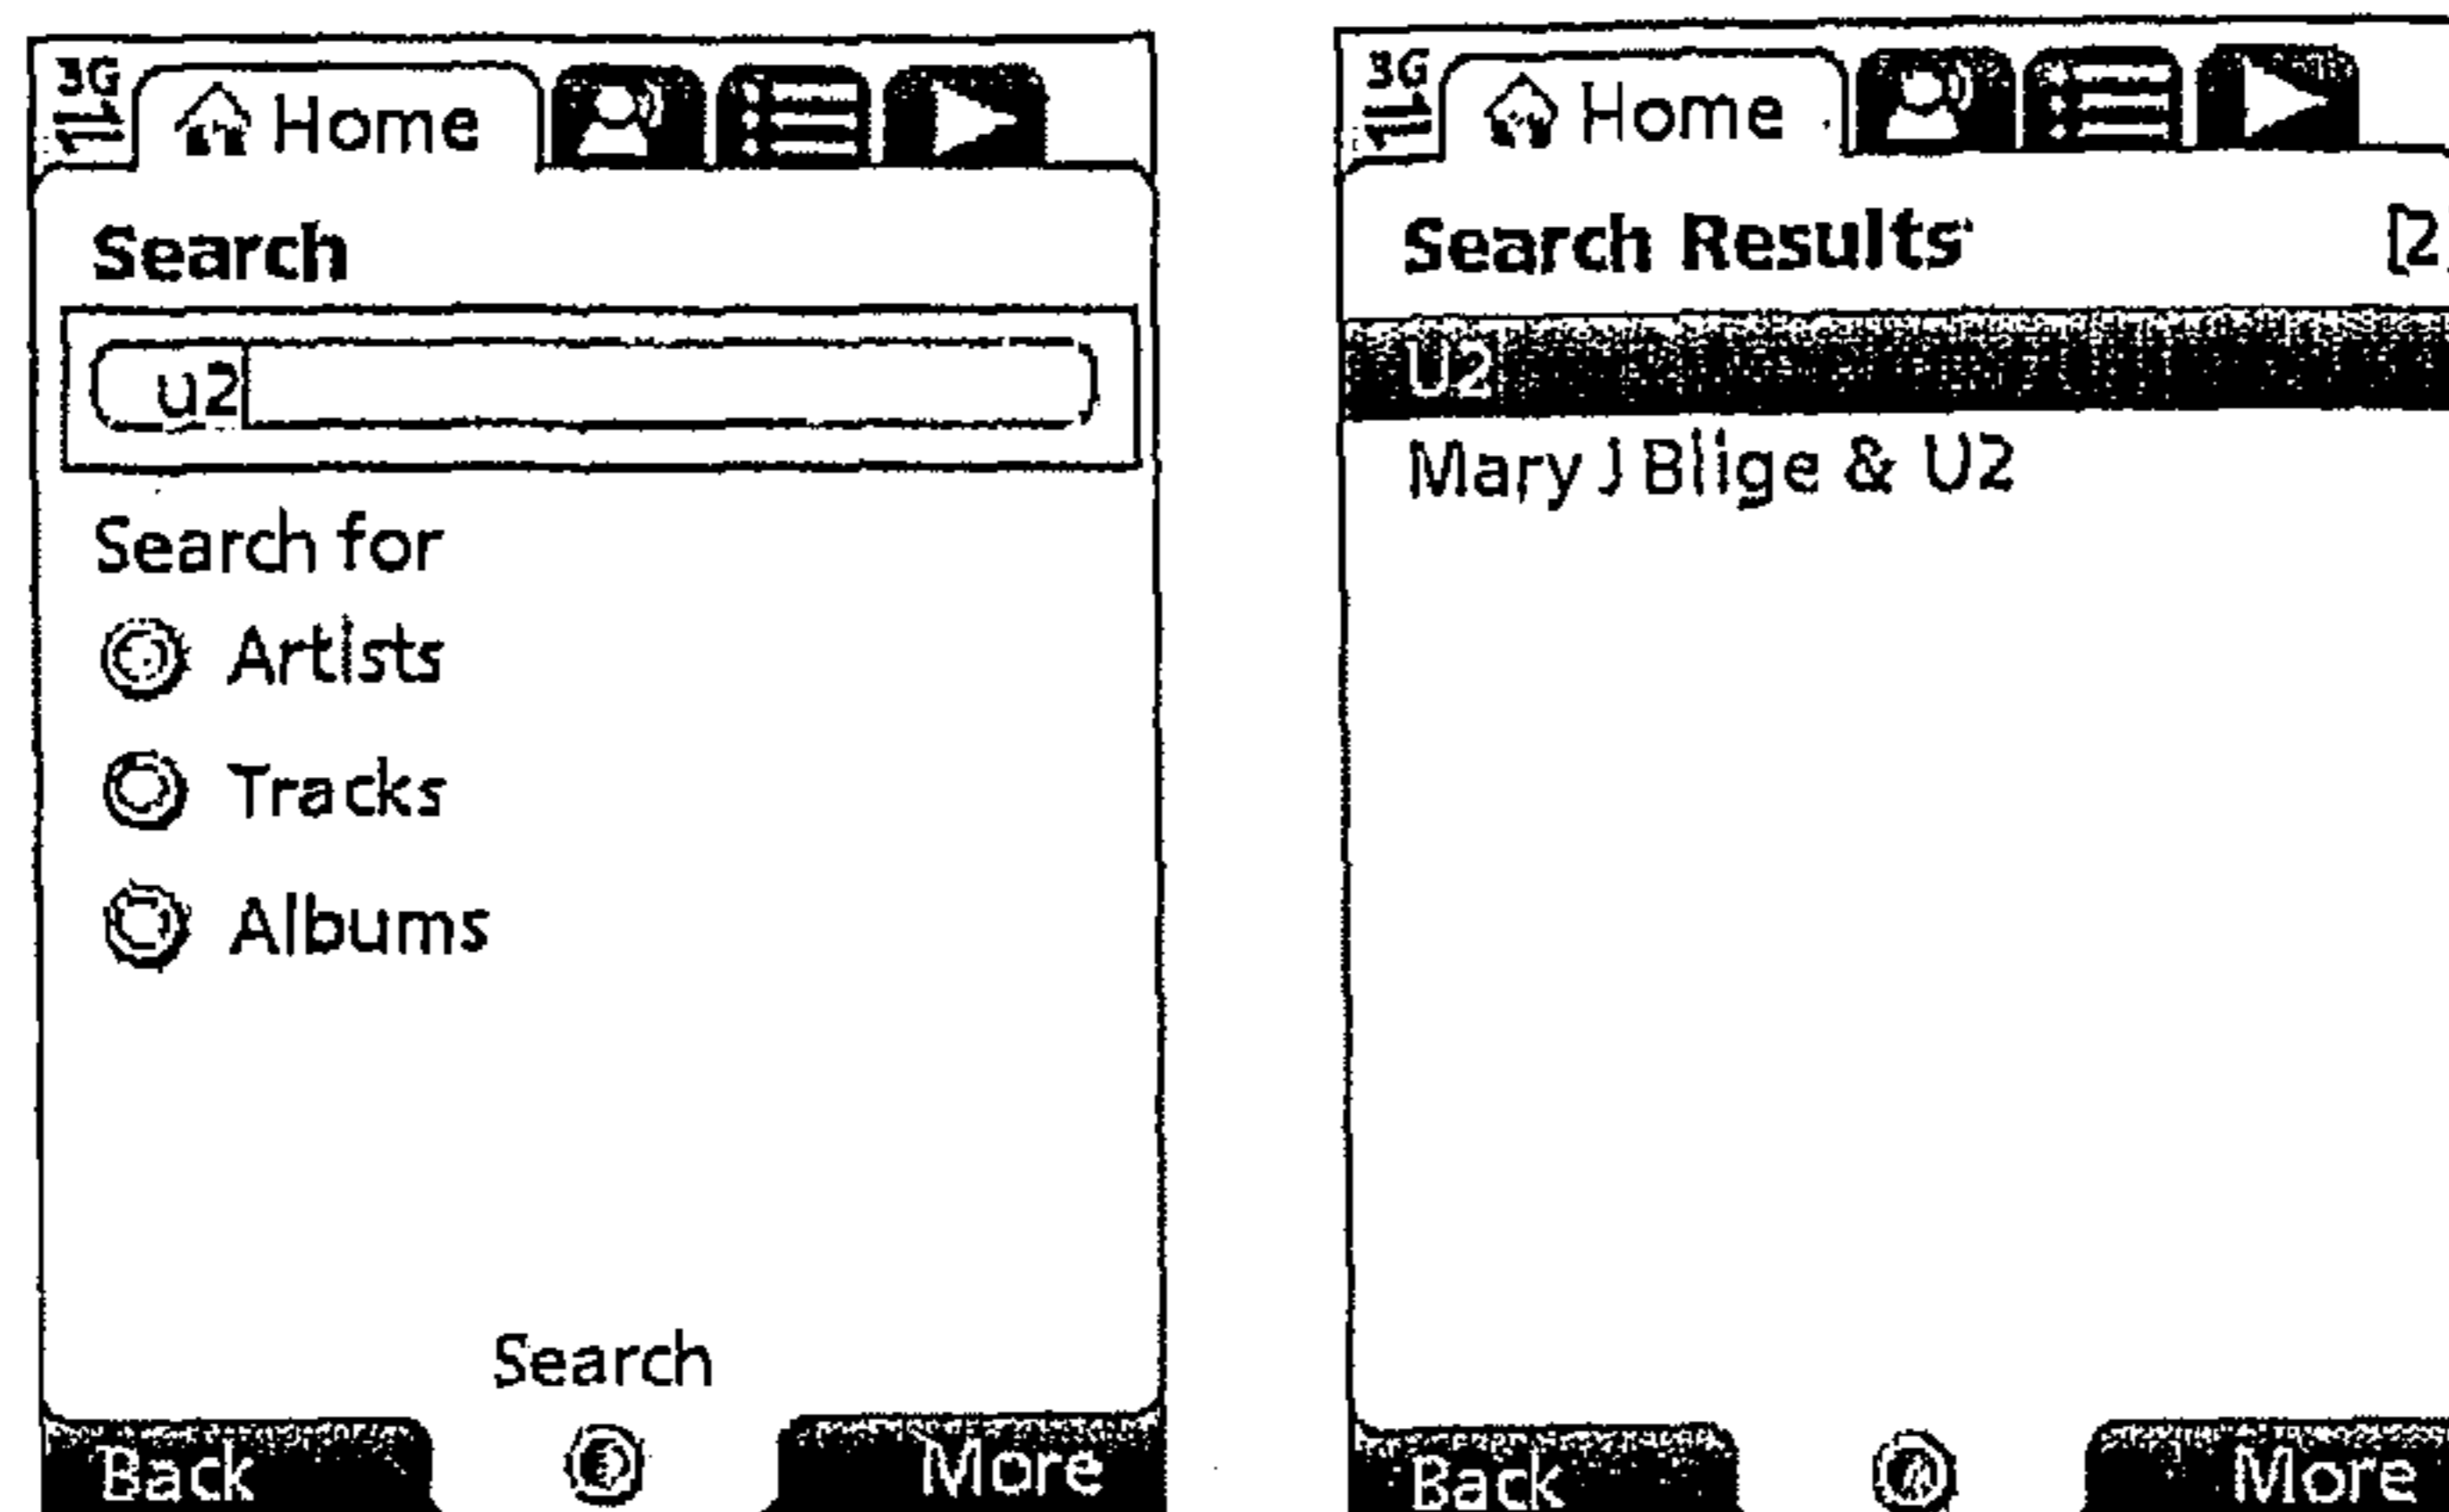 3G
Home
Search
u2
Search for
Artists
Tracks
Albums
Search
Back
More
3G
Home
Search Results
[2]
U2
Mary J Blige & U2
Back
More